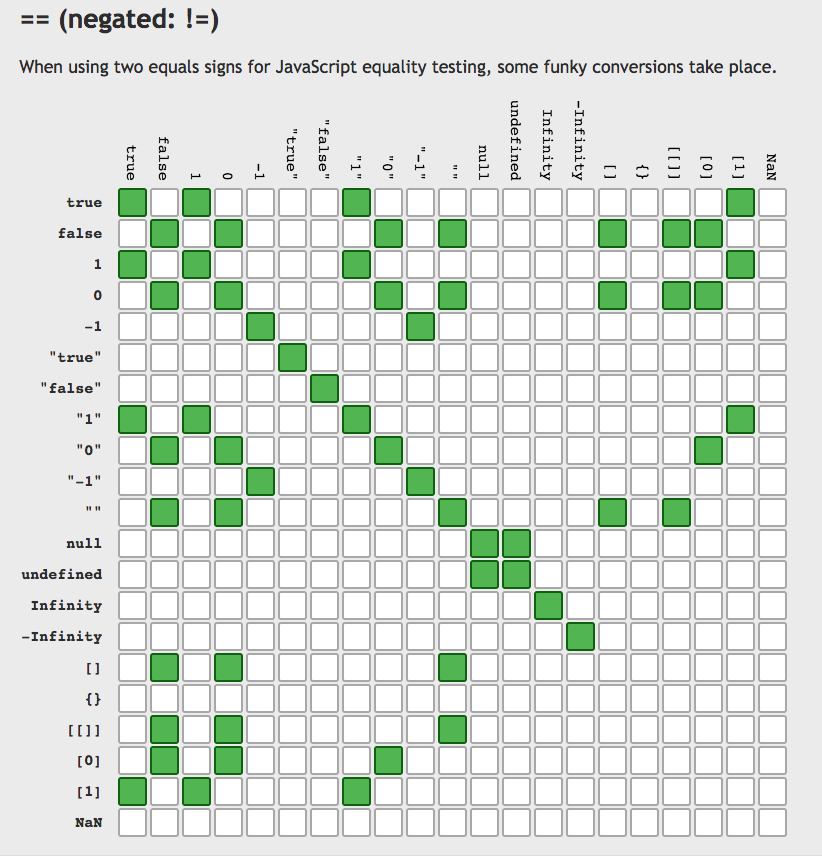 == (negated: !=)
When using two equals signs for JavaScript equality testing, some funky conversions take place.
true
false
1
0
-1
"true"
"false"
"1"
"0"
"-1"
""
null
undefined
Infinity
-Infinity
[]
{}
[[]]
[0]
[1]
NaN
true
false
1
0
-1
"true"
"false"
"1"
"0"
"-1"
""
null
undefined
Infinity
-Infinity
[]
{}
[[]]
[0]
[1]
NaN